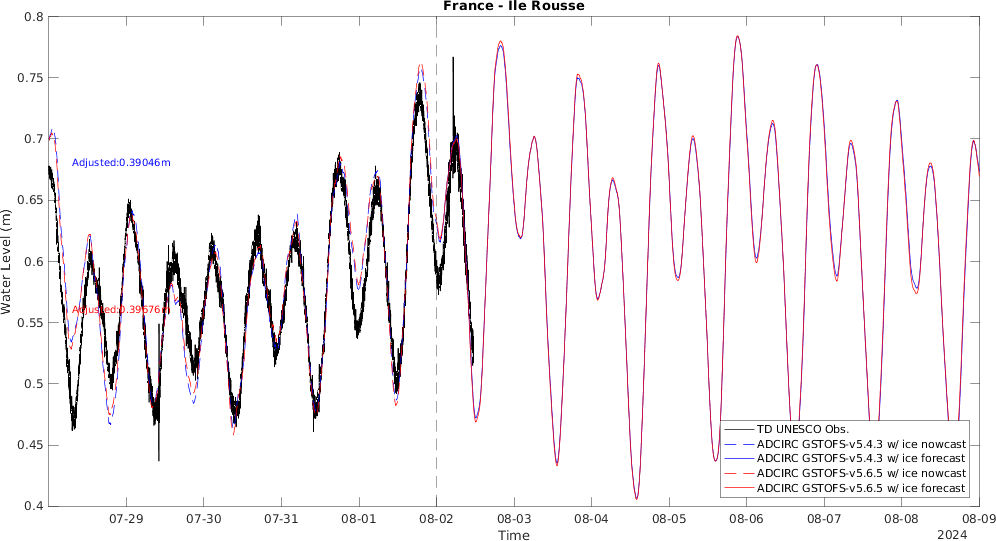 France - Ile Rousse
0.8
0.75
0.7
0.65
0.6
0.55
0.5
0.45
0.4
Water Level (m)
Adjusted:0.39046m
Adjusted:0.39676m
TD UNESCO Obs.
ADCIRC GSTOFS-v5.4.3 w/ ice nowcast
ADCIRC GSTOFS-v5.4.3 w/ ice forecast
ADCIRC GSTOFS-v5.6.5 w/ ice nowcast
ADCIRC GSTOFS-v5.6.5 w/ ice forecast
07-29 07-30 07-31 08-01 08-02 08-03 08-04 08-05 08-06 08-07 08-08 08-09
Time
2024